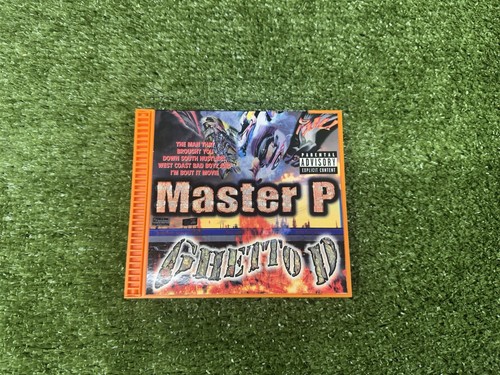 THE MAN THAT
BROUGHT YOU
DOWN SOUTH HUSTLERS,
WEST COAST BAD BOYZ AND
I'M BOUT IT MOVIE
PARENTAL
ADVISORY
EXPLICIT CONTENT
Master P
GHETTO D